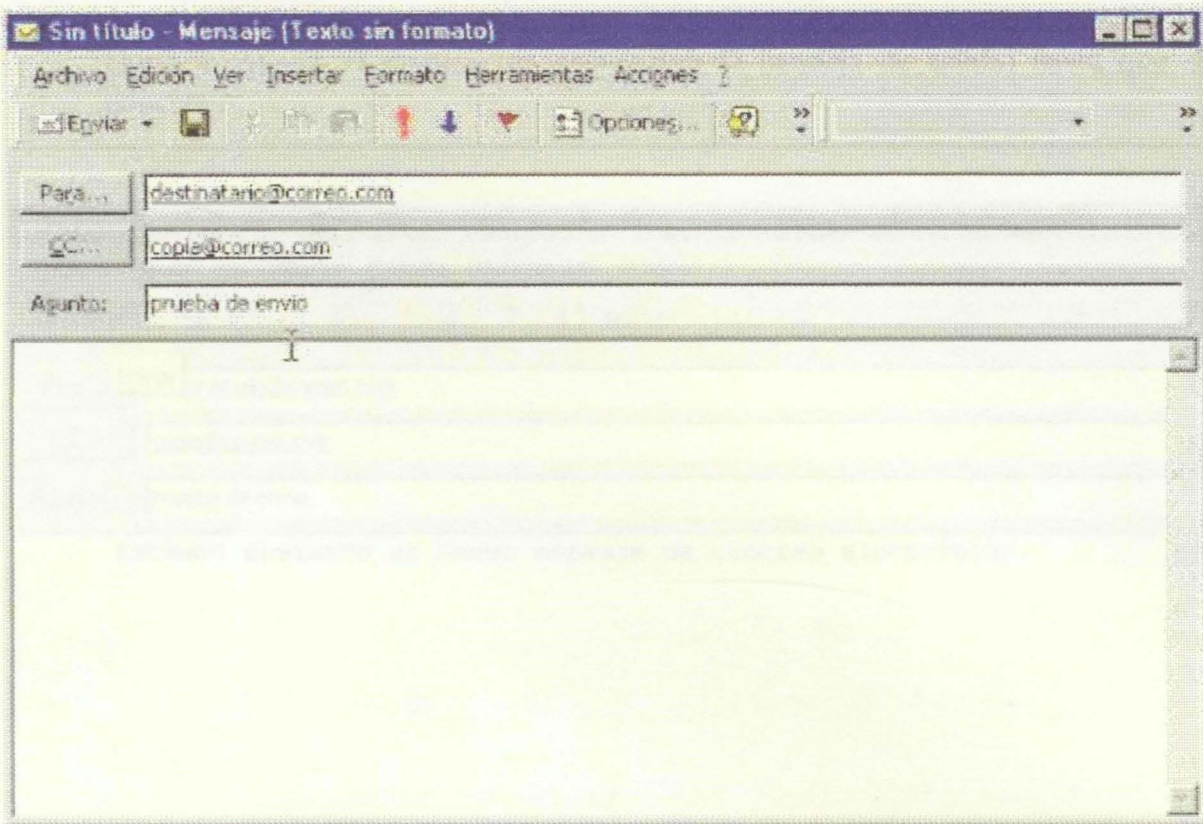 Sin título - Mensaje (Texto sin formato)
Archivo Edición Ver Insertar Formato Herramientas Acciones ?
Enviar Opciones... »  »
Para... destinatario@correo.com
CC... copia@correo.com
Asunto: prueba de envio